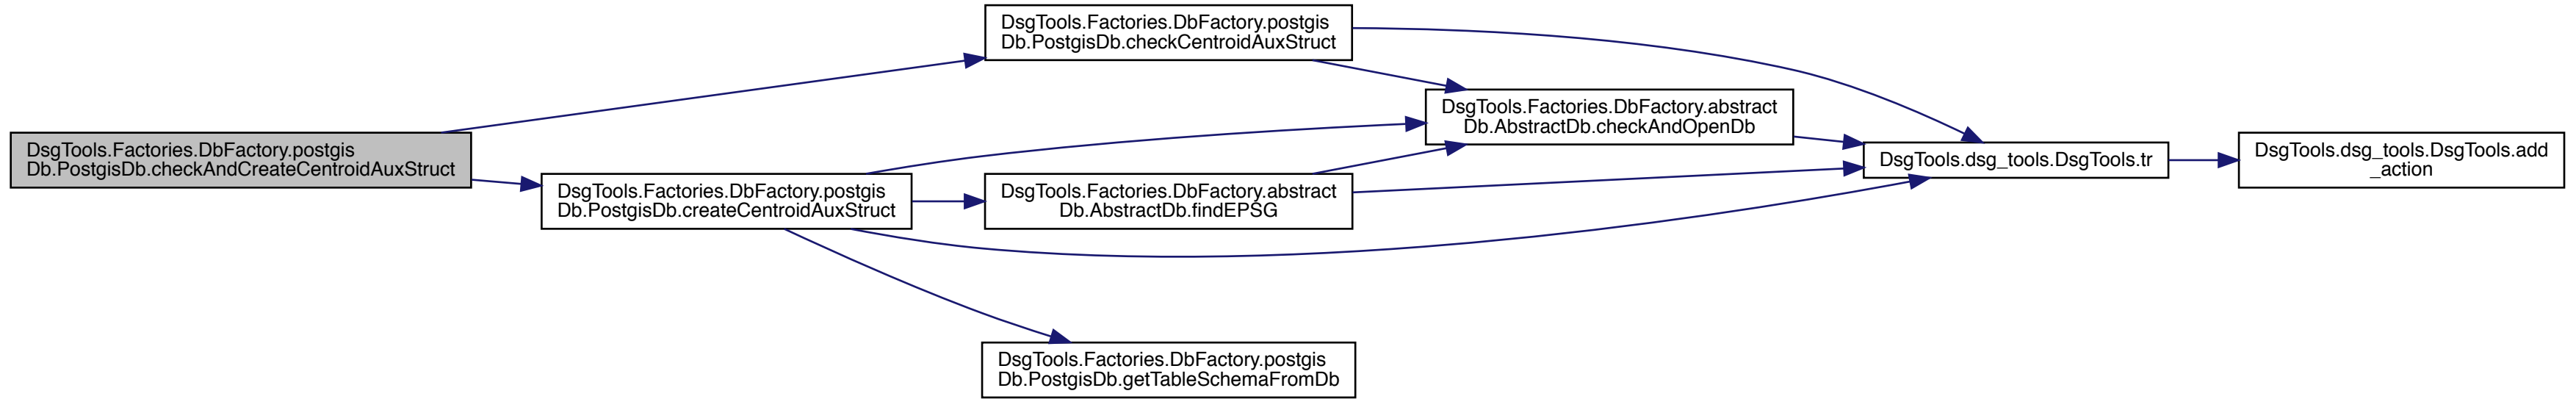 DsgTools.Factories.DbFactory.postgis
Db.PostgisDb.checkAndCreateCentroidAuxStruct
DsgTools.Factories.DbFactory.postgis
Db.PostgisDb.checkCentroidAuxStruct
DsgTools.Factories.DbFactory.postgis
Db.PostgisDb.createCentroidAuxStruct
DsgTools.Factories.DbFactory.abstract
Db.AbstractDb.checkAndOpenDb
DsgTools.Factories.DbFactory.abstract
Db.AbstractDb.findEPSG
DsgTools.dsg_tools.DsgTools.tr
DsgTools.dsg_tools.DsgTools.add
_action
DsgTools.Factories.DbFactory.postgis
Db.PostgisDb.getTableSchemaFromDb